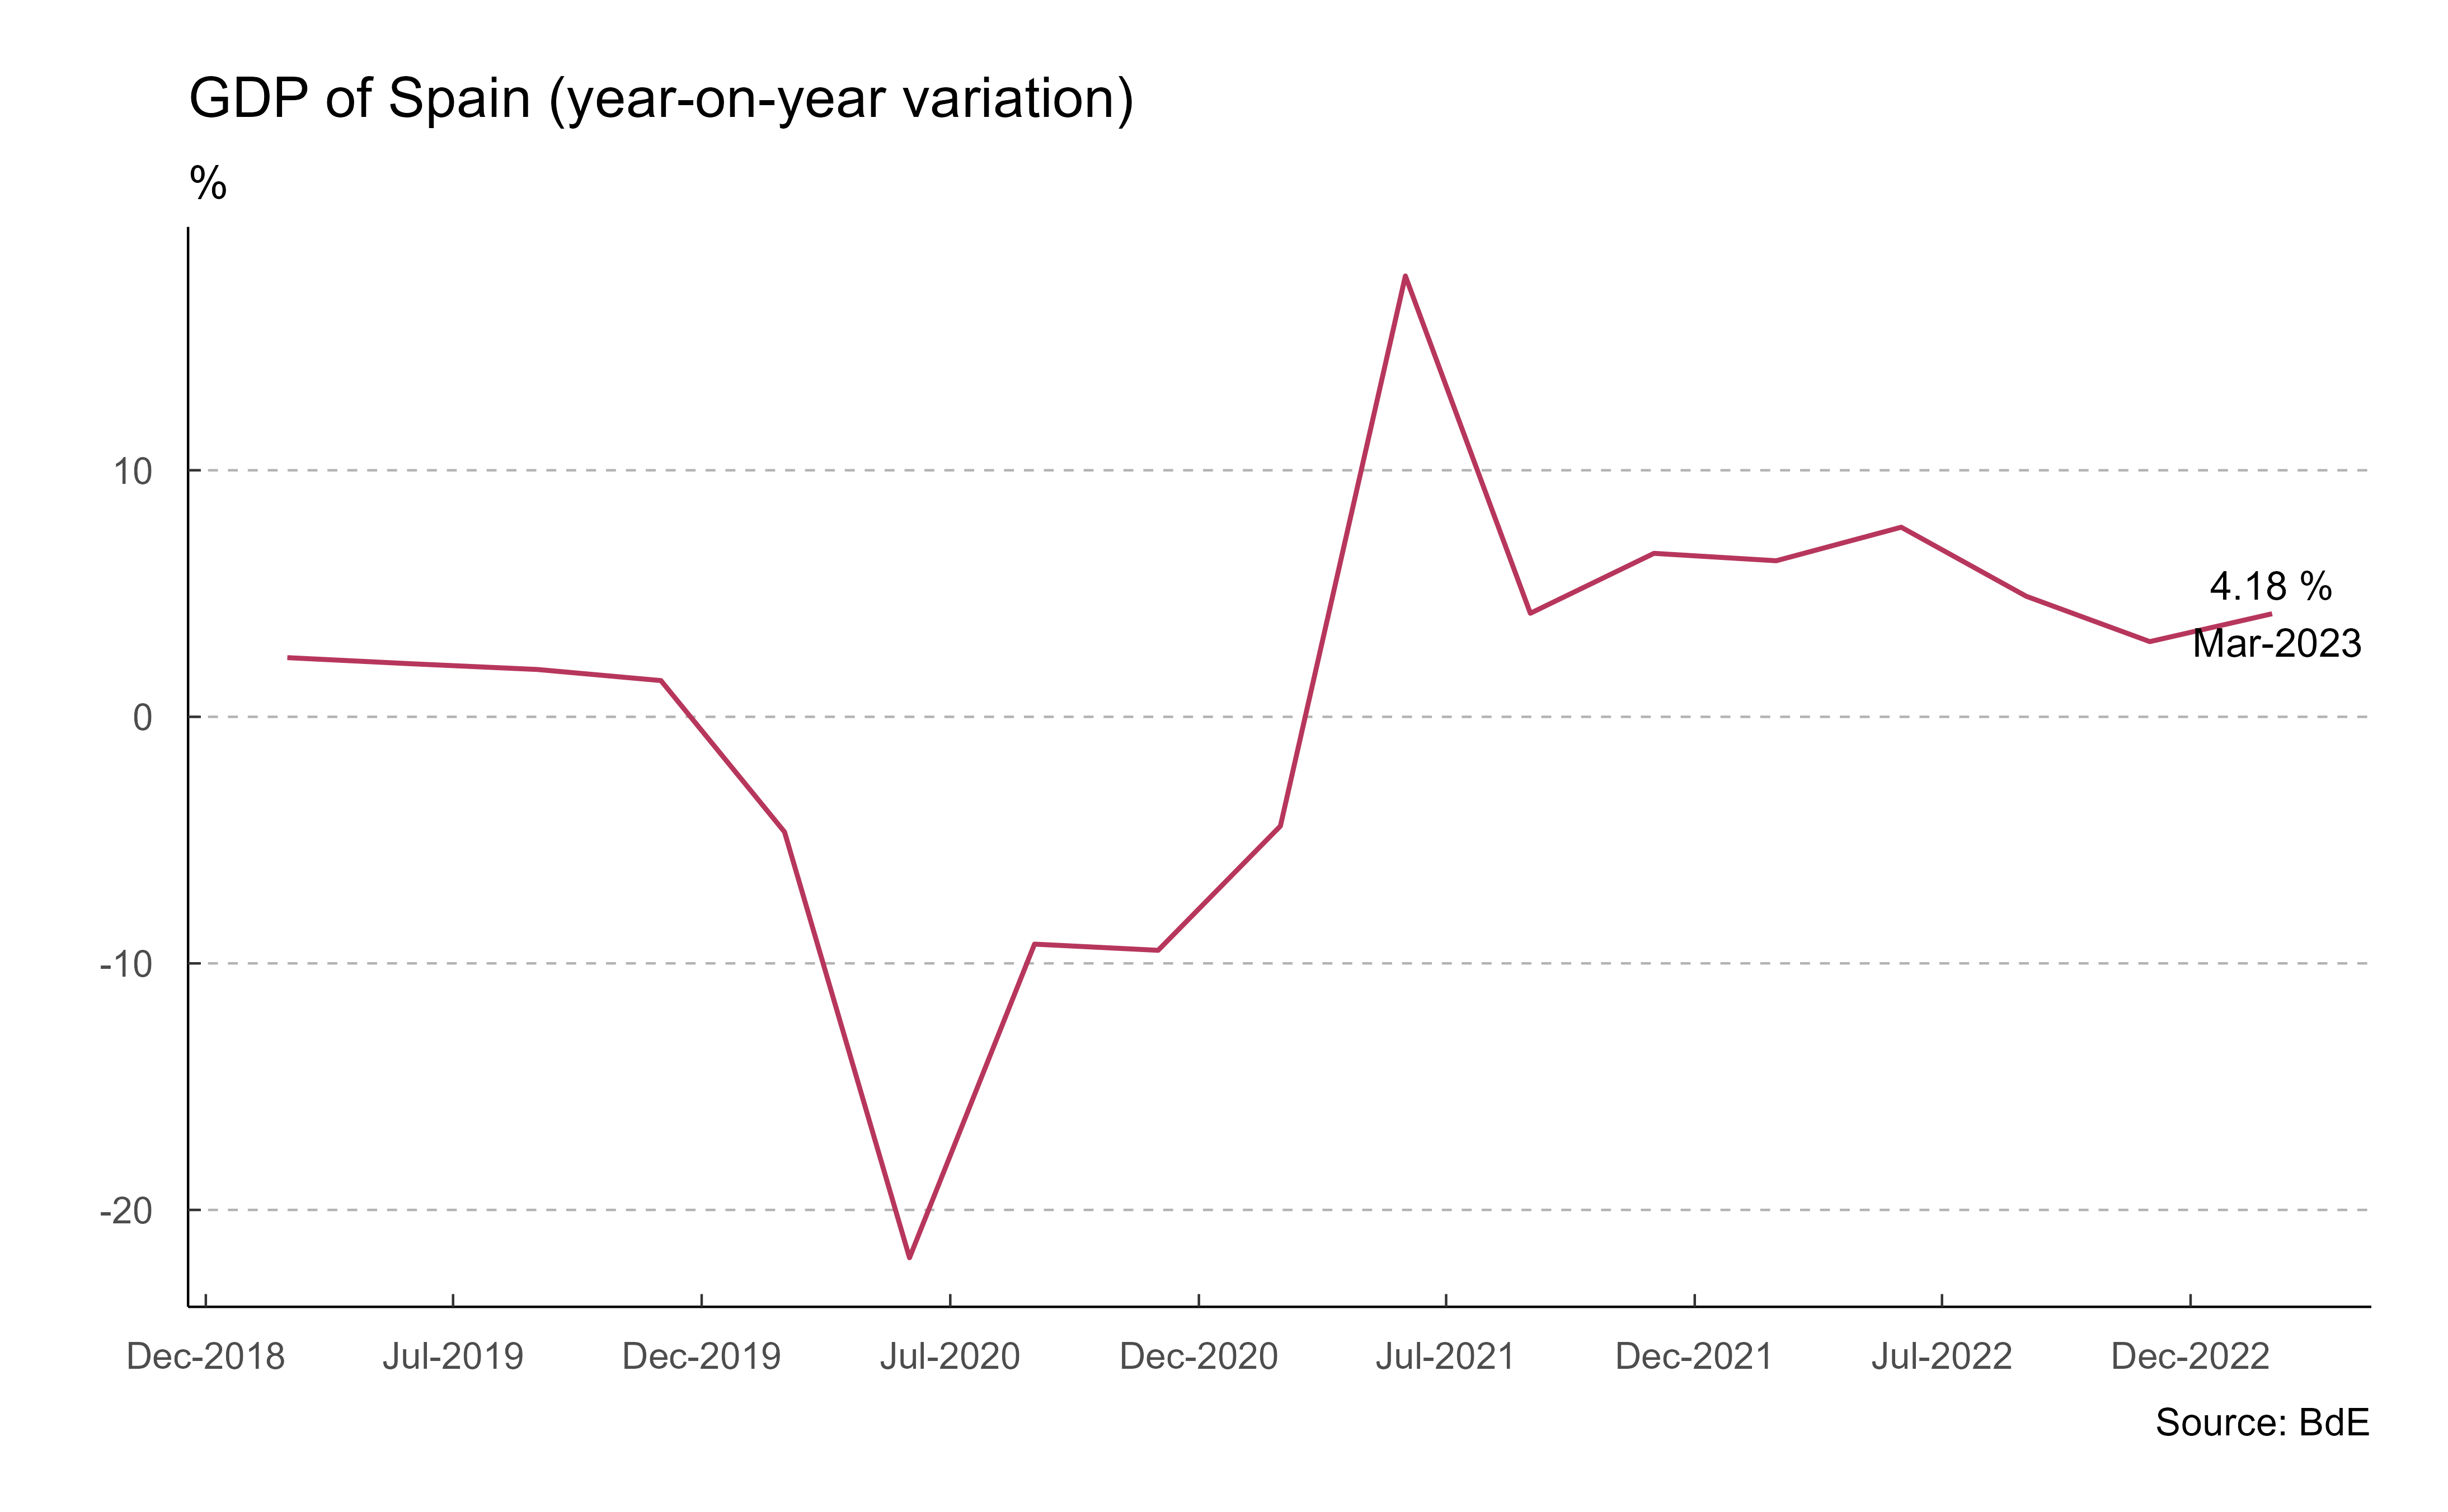 GDP of Spain (year-on-year variation)
%
10
0
-10
-20
4.18 %
Mar-2023
Dec-2018 Jul-2019 Dec-2019 Jul-2020 Dec-2020 Jul-2021 Dec-2021 Jul-2022 Dec-2022
Source: BdE